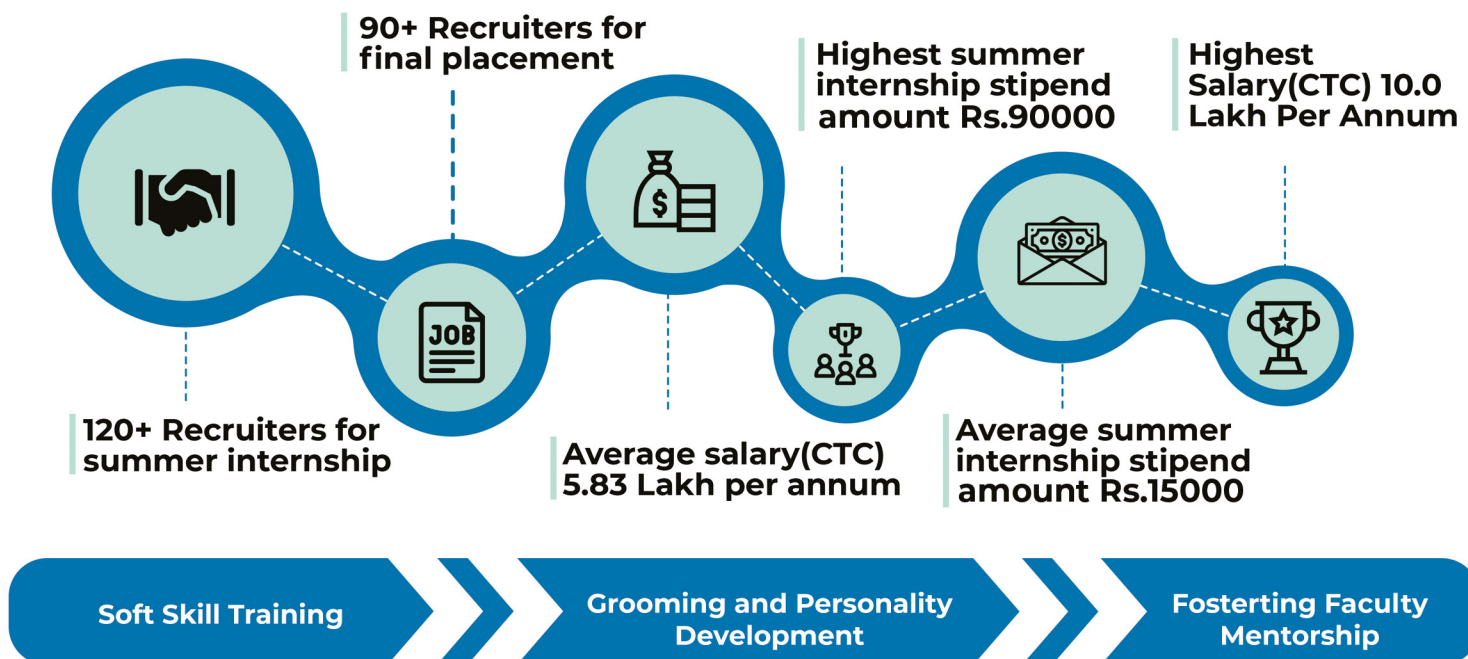 90+ Recruiters for
final placement
Highest summer
internship stipend
amount Rs.90000
Highest
Salary(CTC) 10.0
Lakh Per Annum
$
$
JOB
120+ Recruiters for
summer internship
Average salary(CTC)
5.83 Lakh per annum
Average summer
internship stipend
amount Rs.15000
Soft Skill Training
Grooming and Personality
Development
Fosterting Faculty
Mentorship